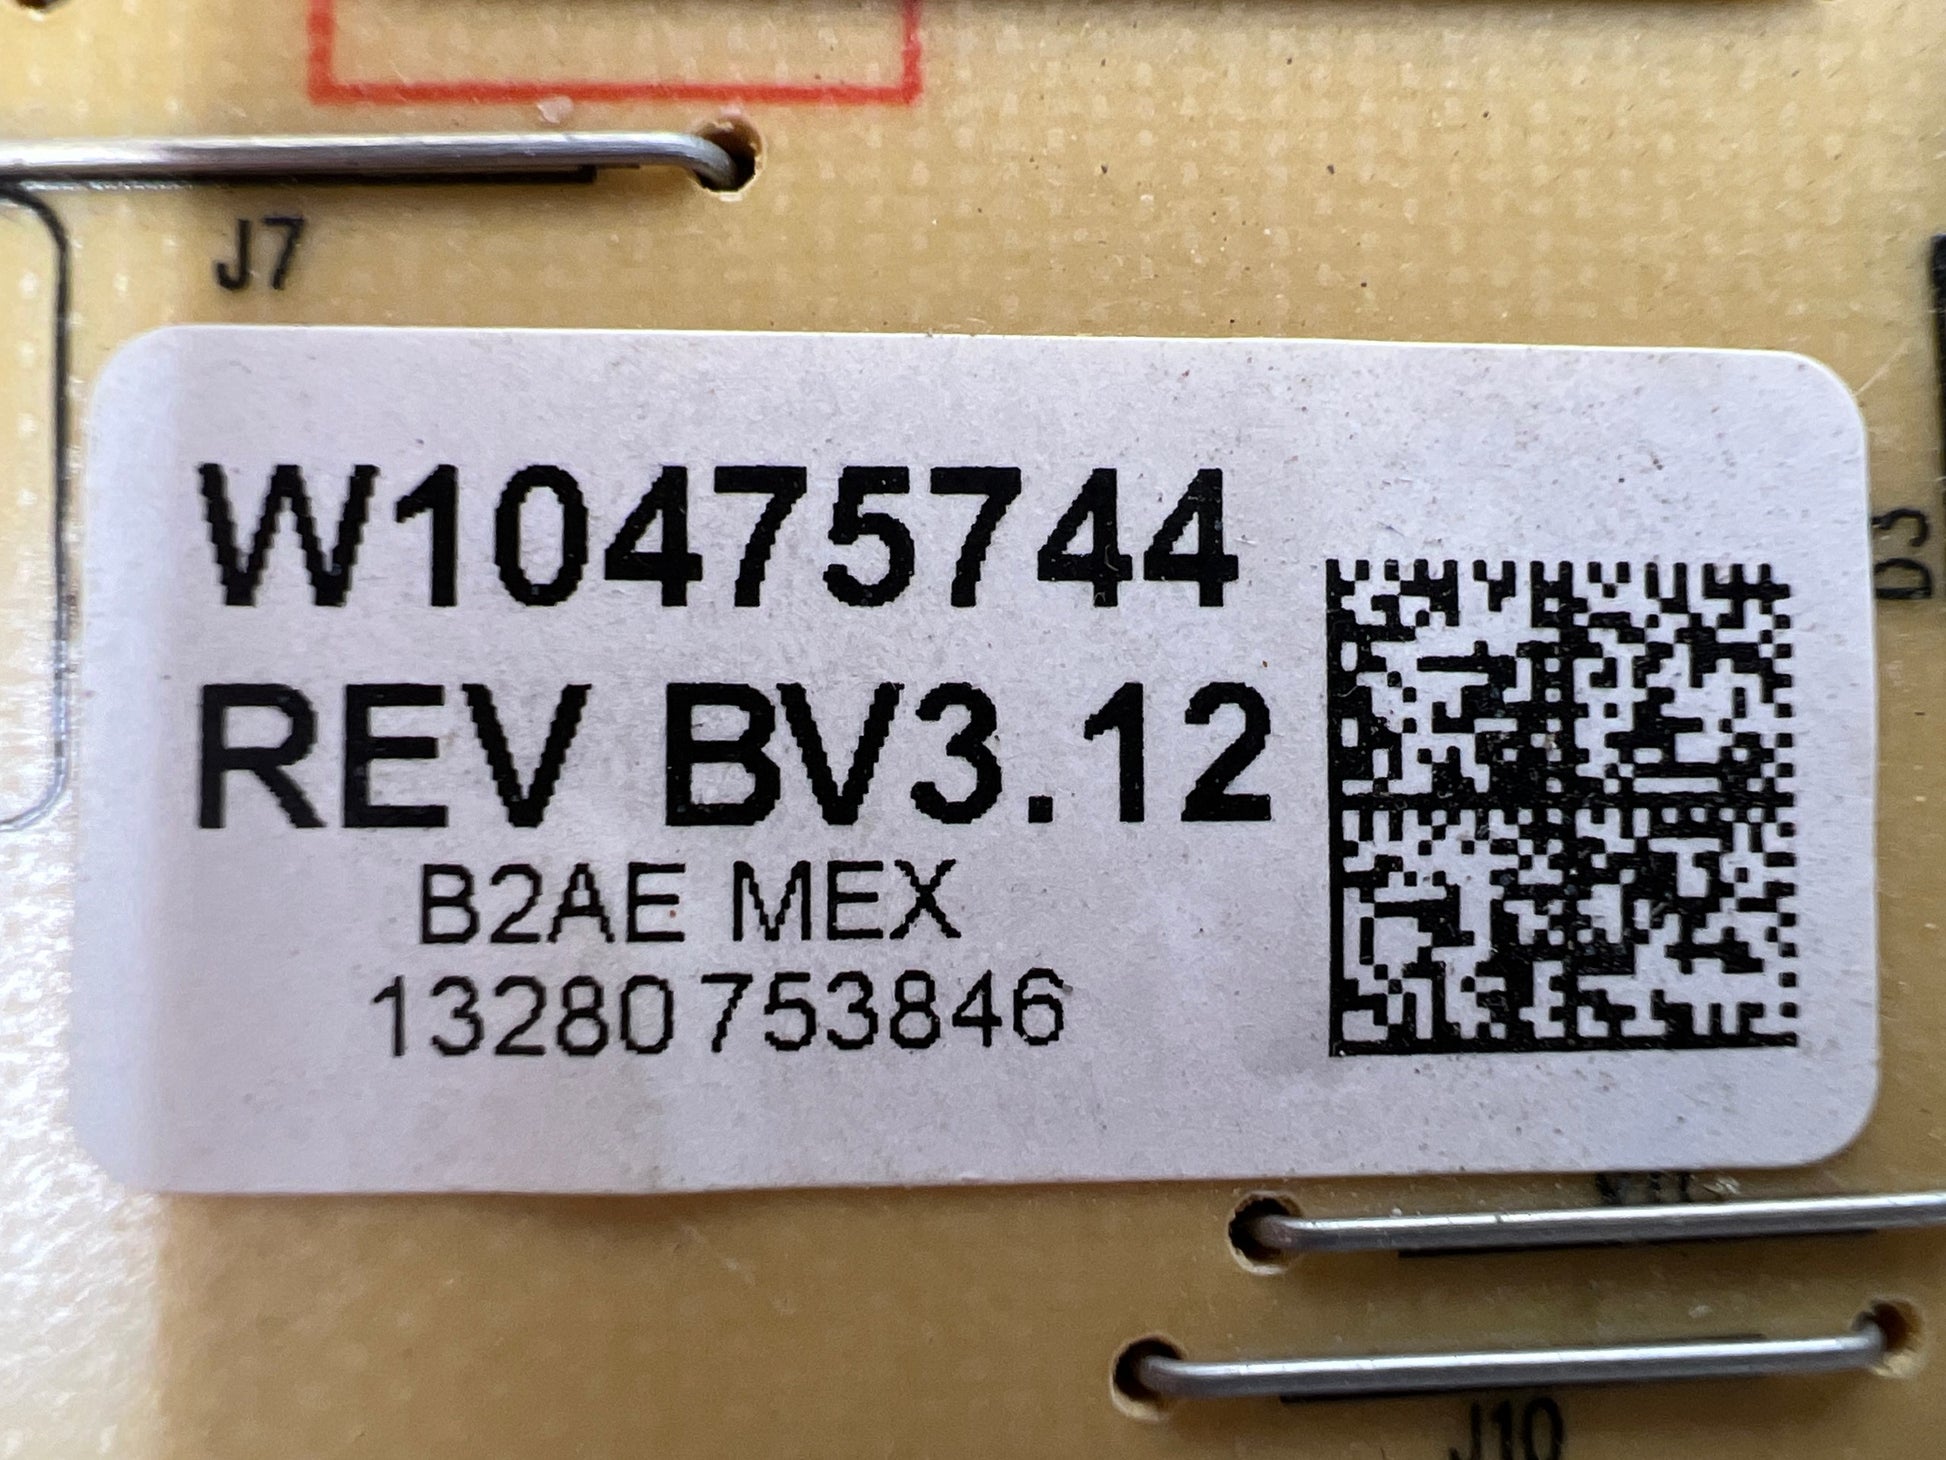 J7
W10475744
REV BV3.12
D3
B2AE MEX
13280753846
J10